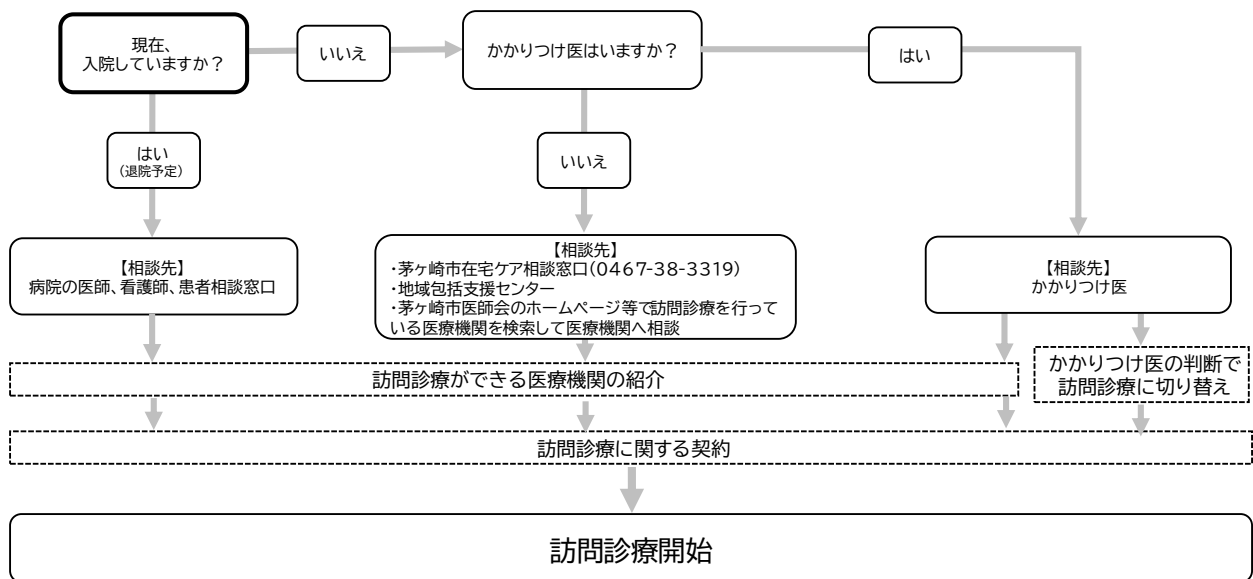 現在、
入院していますか？
いいえ
かかりつけ医はいますか？
はい
はい
（退院予定）
いいえ
【相談先】
病院の医師、看護師、患者相談窓口
【相談先】
・茅ヶ崎市在宅ケア相談窓口（0467-38-3319）
・地域包括支援センター
・茅ヶ崎市医師会のホームページ等で訪問診療を行って
いる医療機関を検索して医療機関へ相談
【相談先】
かかりつけ医
訪問診療ができる医療機関の紹介
かかりつけ医の判断で
訪問診療に切り替え
訪問診療に関する契約
訪問診療開始